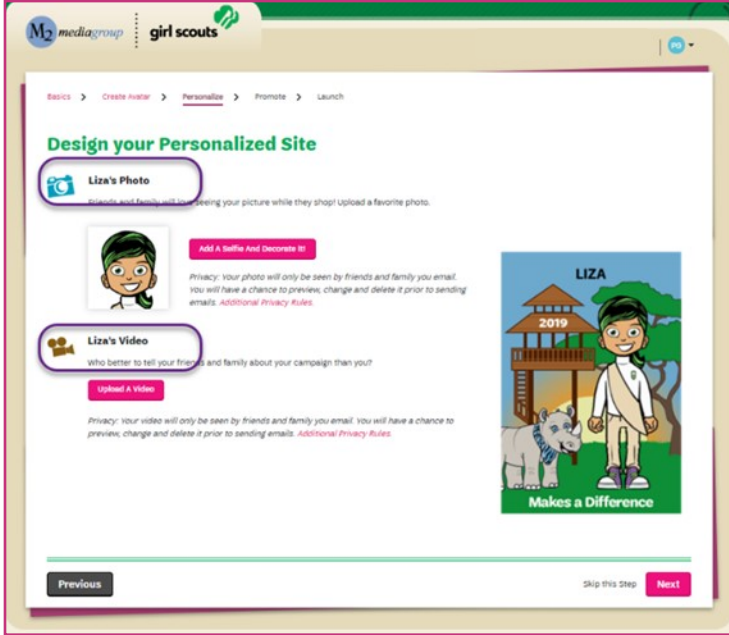 M2 mediagroup
girl scouts
PO
Basics > Create Avatar > Personalize > Promote > Launch
Design your Personalized Site
Liza's Photo
Friends and family will love seeing your picture while they shop! Upload a favorite photo.
Add A Selfie And Decorate It!
Privacy: Your photo will only be seen by friends and family you email.
You will have a chance to preview, change and delete it prior to sending
emails. Additional Privacy Rules.
Liza's Video
Who better to tell your friends and family about your campaign than you?
Upload A Video
Privacy: Your video will only be seen by friends and family you email. You will have a chance to
preview, change and delete it prior to sending emails. Additional Privacy Rules.
LIZA
2019
Makes a Difference
Previous
Skip this Step
Next